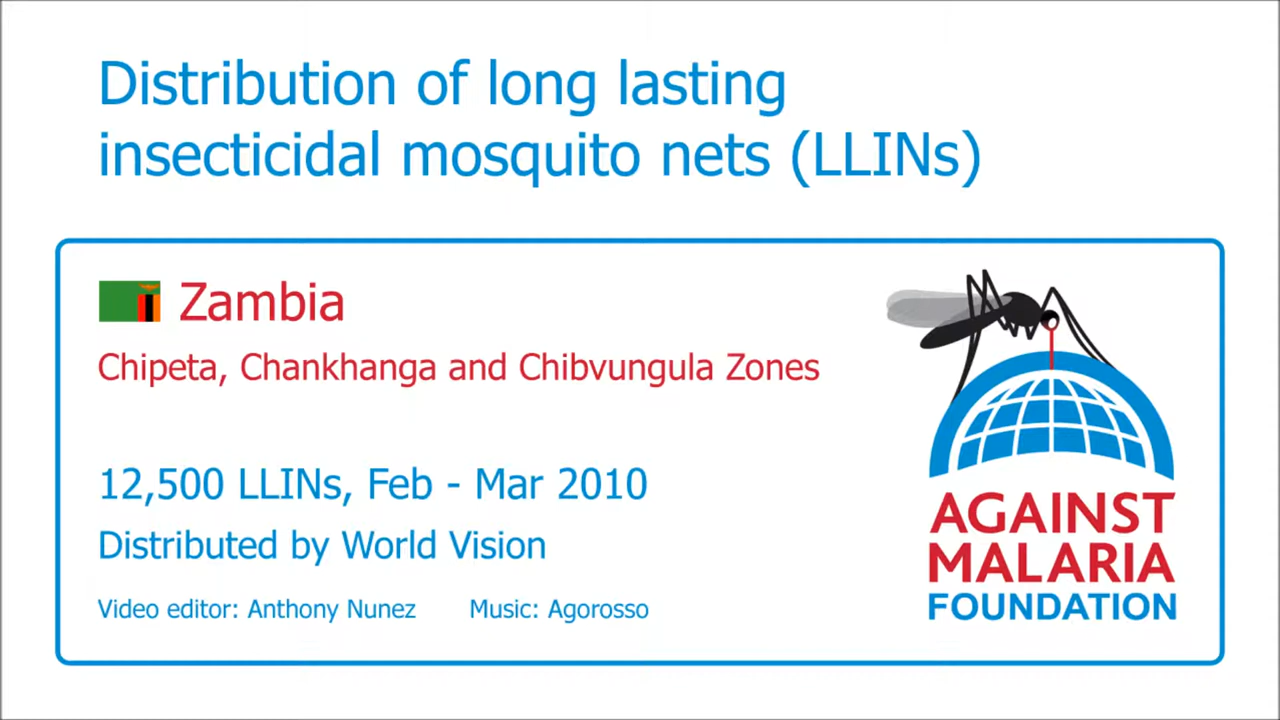 Distribution of long lasting
insecticidal mosquito nets (LLINs)
Zambia
Chipeta, Chankhanga and Chibvungula Zones
12,500 LLINs, Feb - Mar 2010
Distributed by World Vision
Video editor: Anthony Nunez Music: Agorosso
AGAINST
MALARIA
FOUNDATION